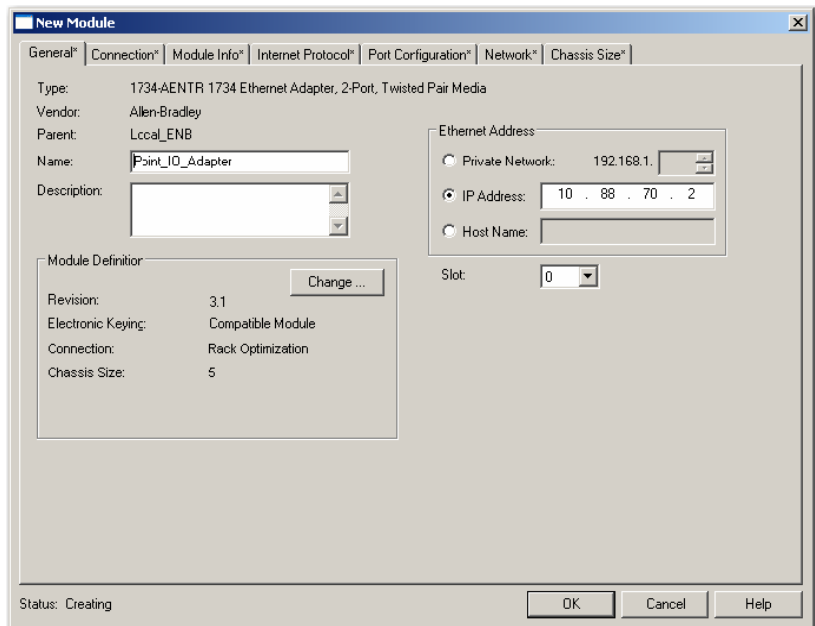 New Module
General* Connection* Module Info* Internet Protocol* Port Configuration* Network* Chassis Size*
Type: 1734-AENTR 1734 Ethernet Adapter, 2-Port, Twisted Pair Media
Vendor: Allen-Bradley
Parent: Local_ENB
Name: Point_IO_Adapter
Description:
Ethernet Address
Private Network: 192.168.1.
IP Address: 10 . 88 . 70 . 2
Host Name:
Slot: 0
Module Definition
Change ...
Revision: 3.1
Electronic Keying: Compatible Module
Connection: Rack Optimization
Chassis Size: 5
Status: Creating
OK Cancel Help